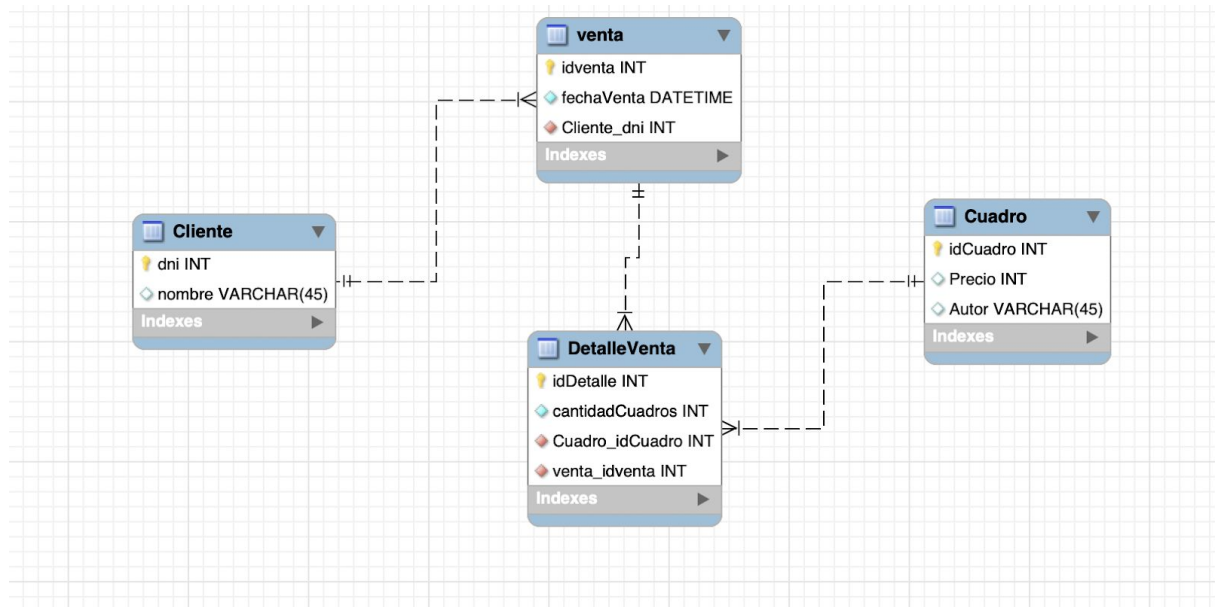 venta
idventa INT
fechaVenta DATETIME
Cliente_dni INT
Indexes
Cliente
dni INT
nombre VARCHAR(45)
Indexes
Cuadro
idCuadro INT
Precio INT
Autor VARCHAR(45)
Indexes
DetalleVenta
idDetalle INT
cantidadCuadros INT
Cuadro_idCuadro INT
venta_idventa INT
Indexes